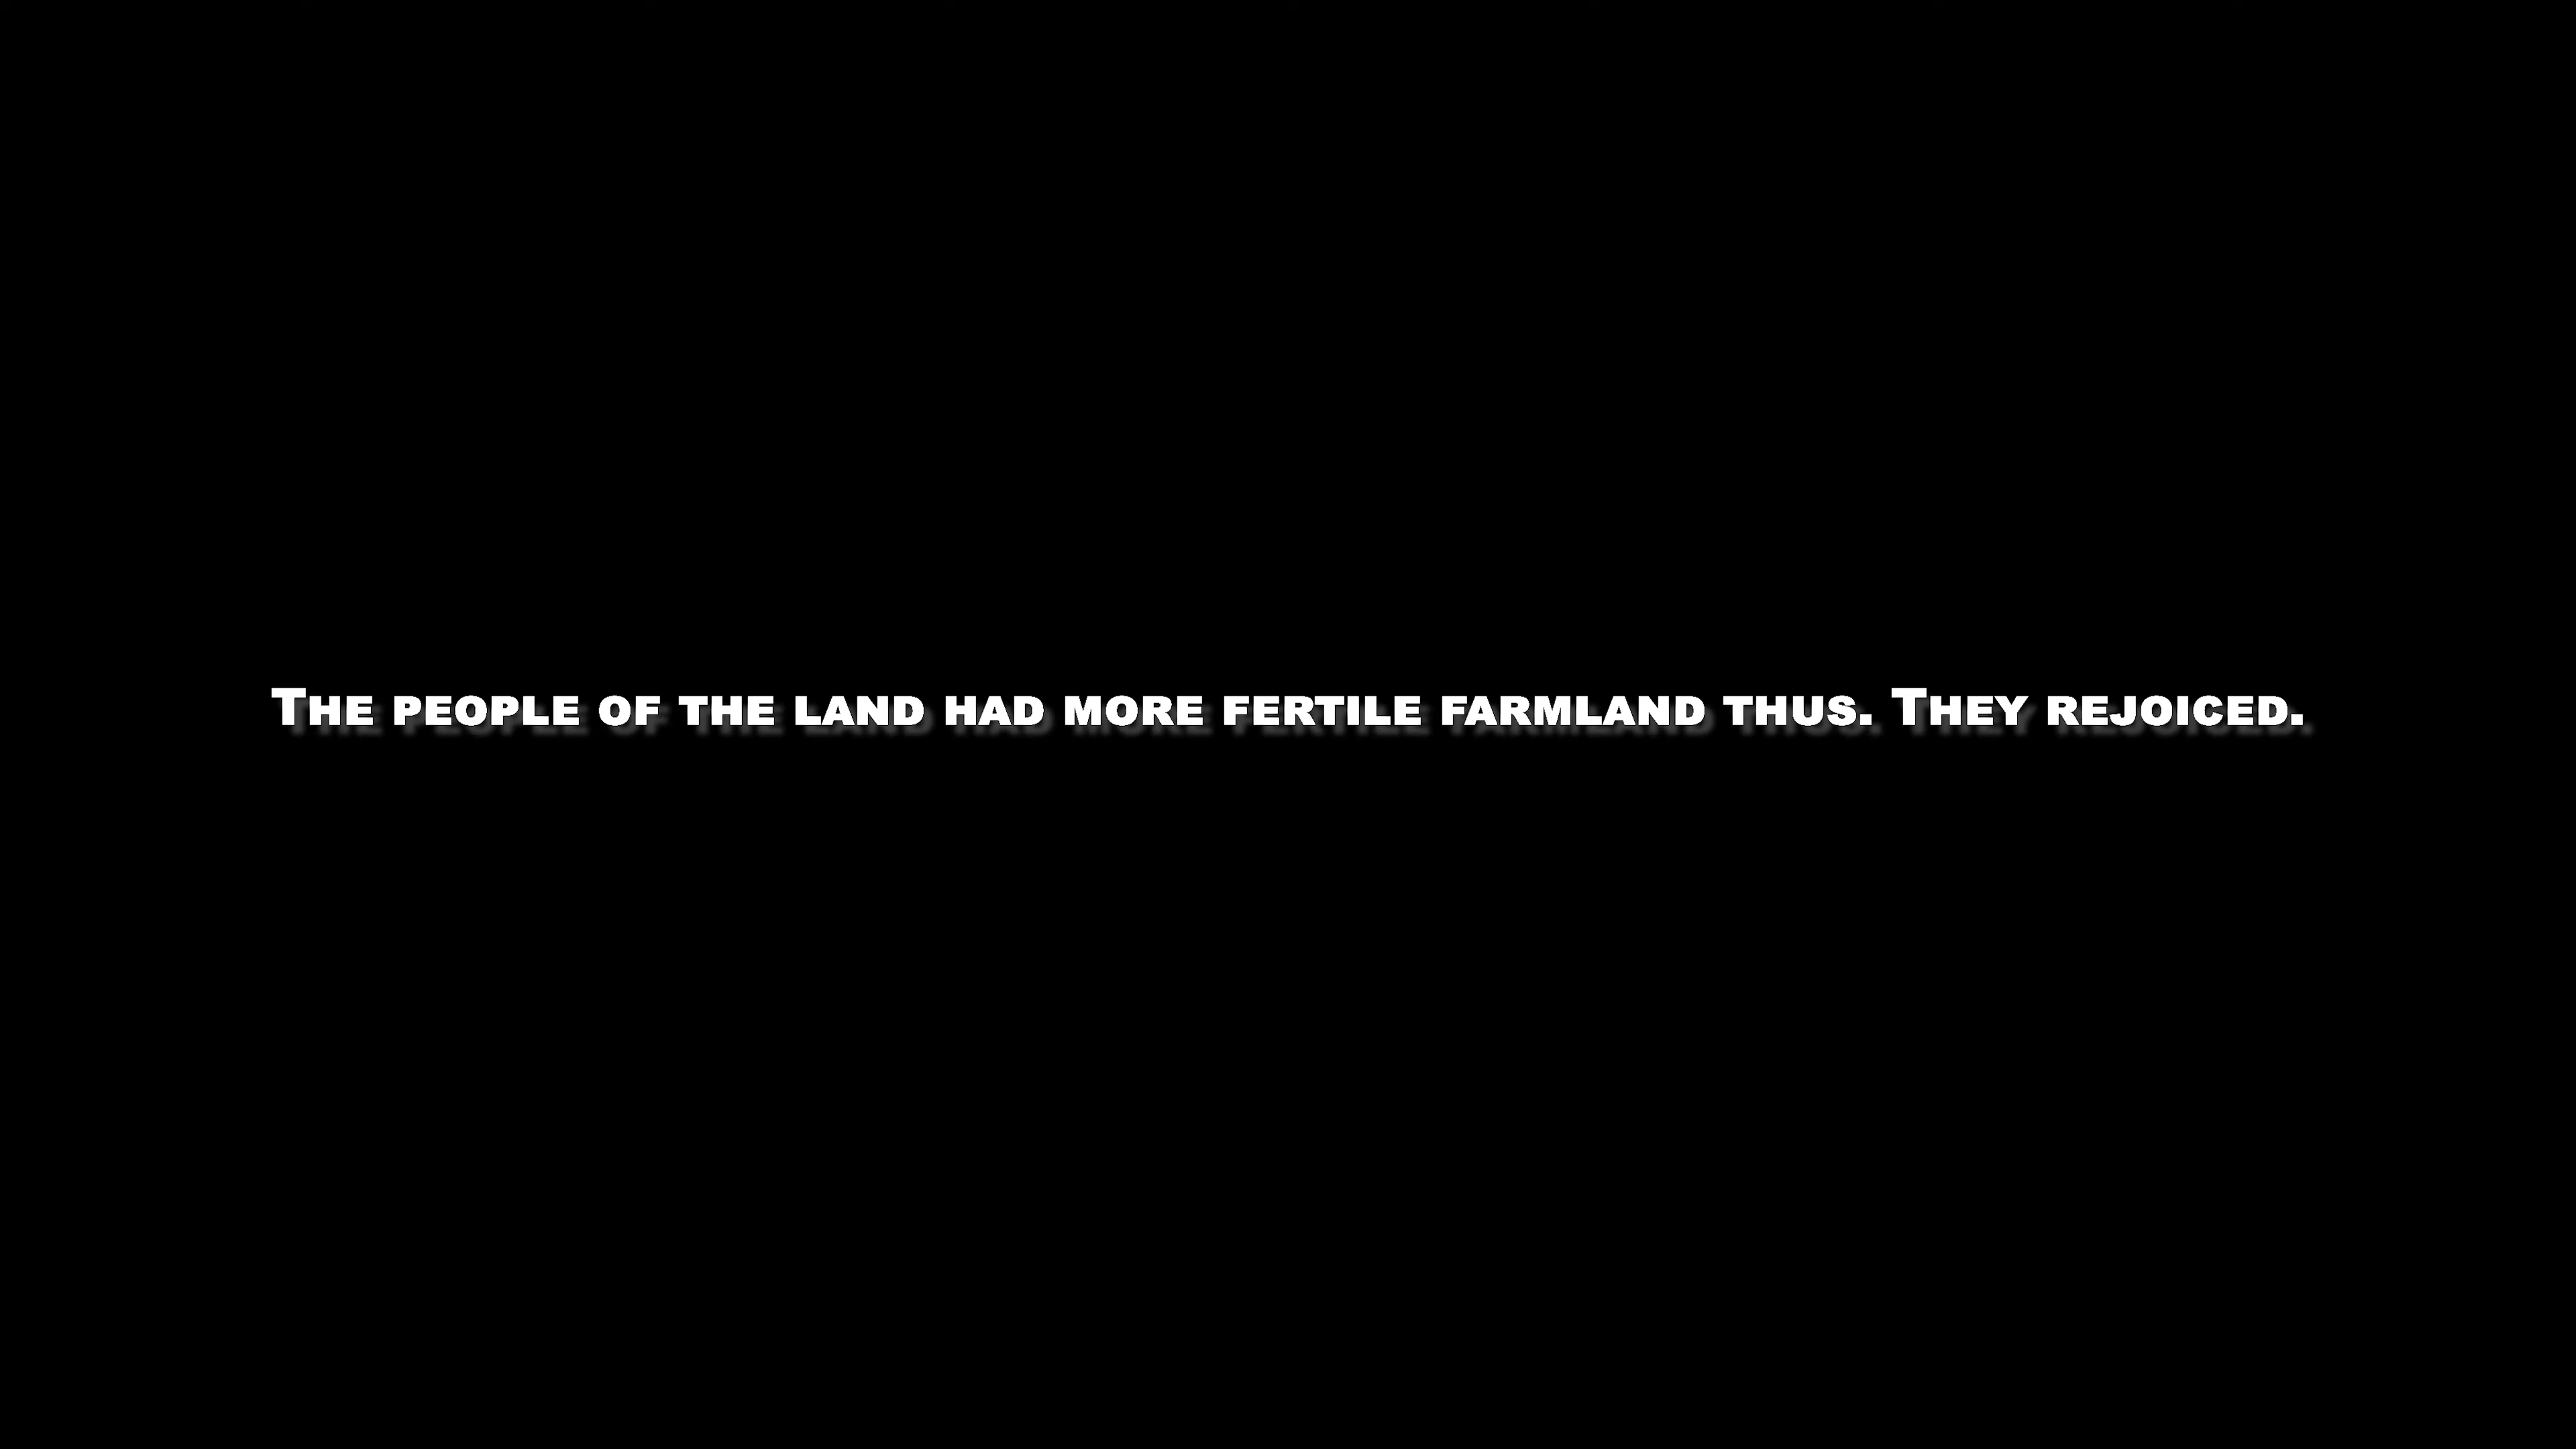 The people of the land had more fertile farmland thus. They rejoiced.